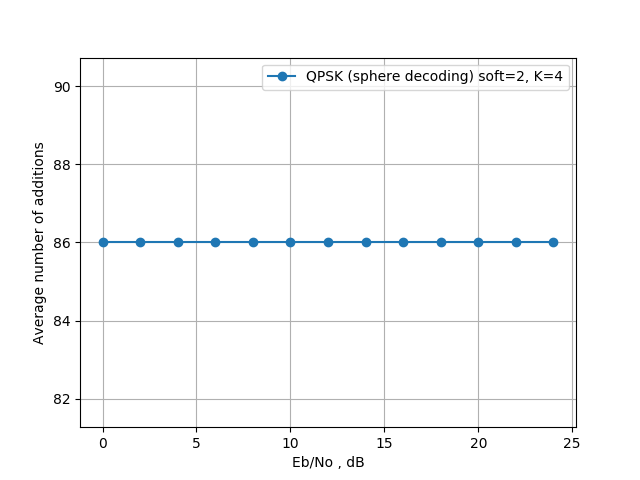 QPSK (sphere decoding) soft=2, K=4
90
88
86
84
82
Average number of additions
0 5 10 15 20 25
Eb/No , dB